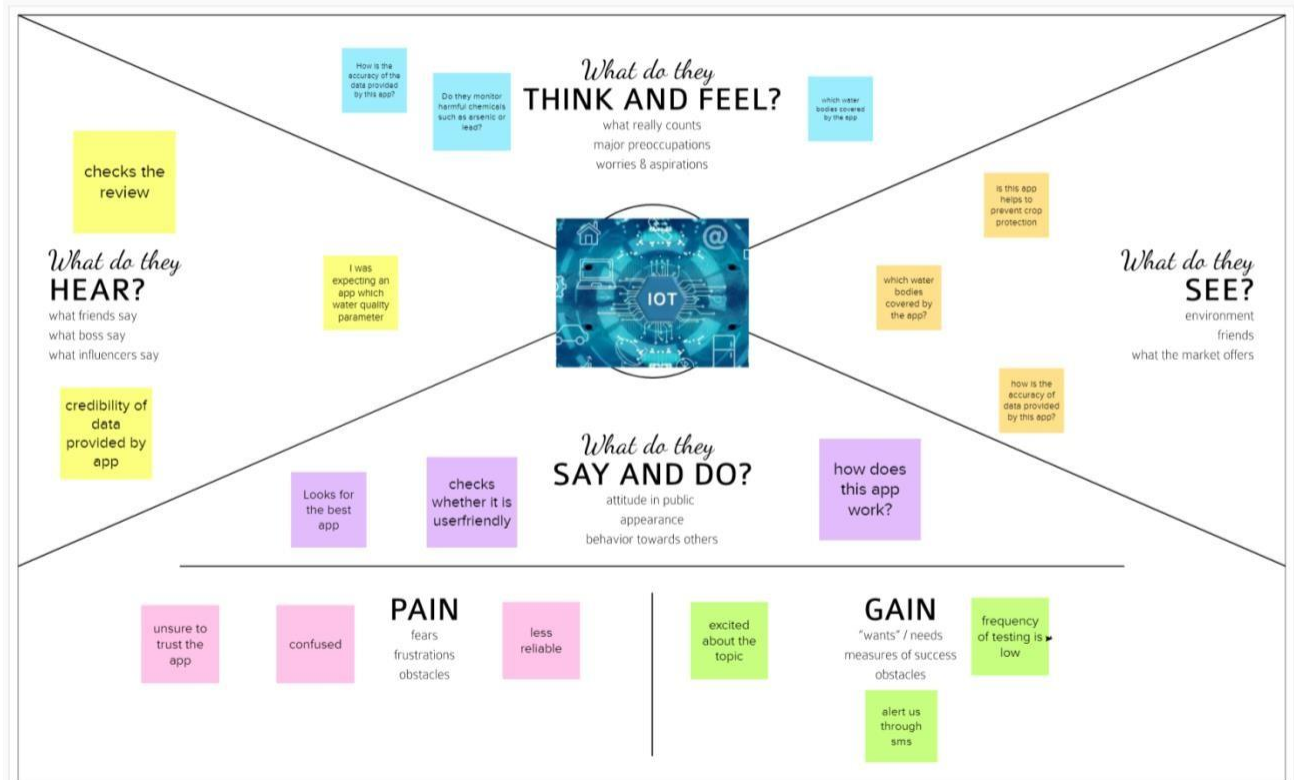 How is the
accuracy of the
data provided
by this app?
Do they monitor
harmful chemicals
such as arsenic or
lead?
What do they
THINK AND FEEL?
what really counts
major preoccupations
worries & aspirations
which water
bodies covered
by the app
checks the
review
What do they
HEAR?
what friends say
what boss say
what influencers say
I was
expecting an
app which
water quality
parameter
credibility of
data
provided by
app
@
IOT
is this app
helps to
prevent crop
protection
which water
bodies
covered by
the app?
how is the
accuracy of
data provided
by this app?
What do they
SEE?
environment
friends
what the market offers
Looks for
the best
app
checks
whether it is
userfriendly
What do they
SAY AND DO?
attitude in public
appearance
behavior towards others
how does
this app
work?
unsure to
trust the
app
confused
PAIN
fears
frustrations
obstacles
less
reliable
excited
about the
topic
GAIN
"wants" / needs
measures of success
obstacles
frequency
of testing is
low
alert us
through
sms